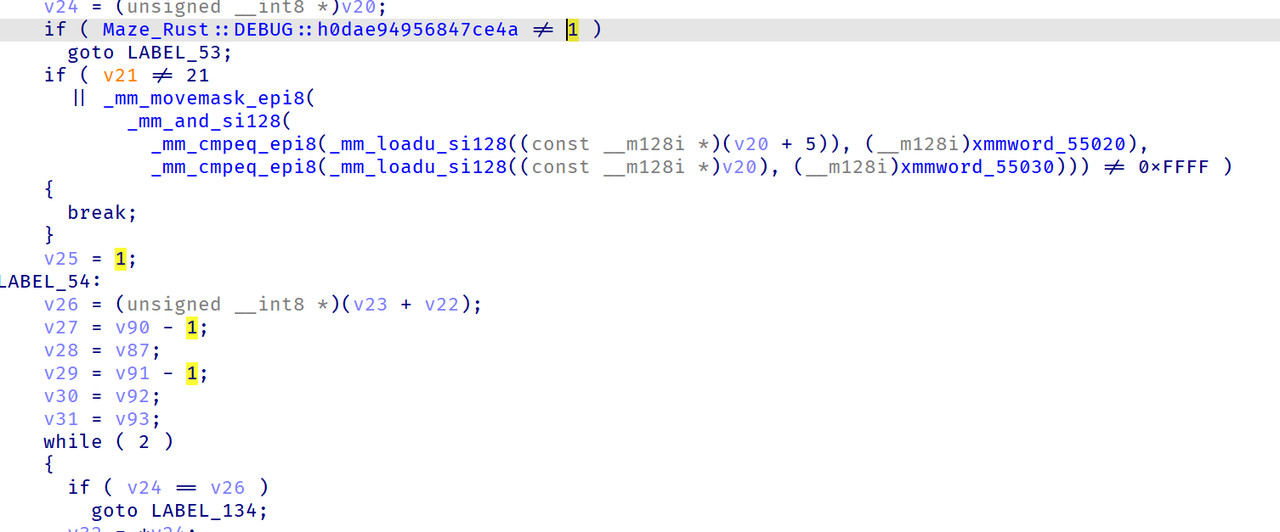 v24 = (unsigned __int8 *)v20;
if ( Maze_Rust::DEBUG::h0dae94956847ce4a ≠ 1 )
goto LABEL_53;
if ( v21 ≠ 21
|| _mm_movemask_epi8(
_mm_and_si128(
_mm_cmpeq_epi8(_mm_loadu_si128((const __m128i *)(v20 + 5)), (__m128i)xmmword_55020),
_mm_cmpeq_epi8(_mm_loadu_si128((const __m128i *)v20), (__m128i)xmmword_55030))) ≠ 0×FFFF )
{
break;
}
v25 = 1;
LABEL_54:
v26 = (unsigned __int8 *)(v23 + v22);
v27 = v90 - 1;
v28 = v87;
v29 = v91 - 1;
v30 = v92;
v31 = v93;
while ( 2 )
{
if ( v24 == v26 )
goto LABEL_134;